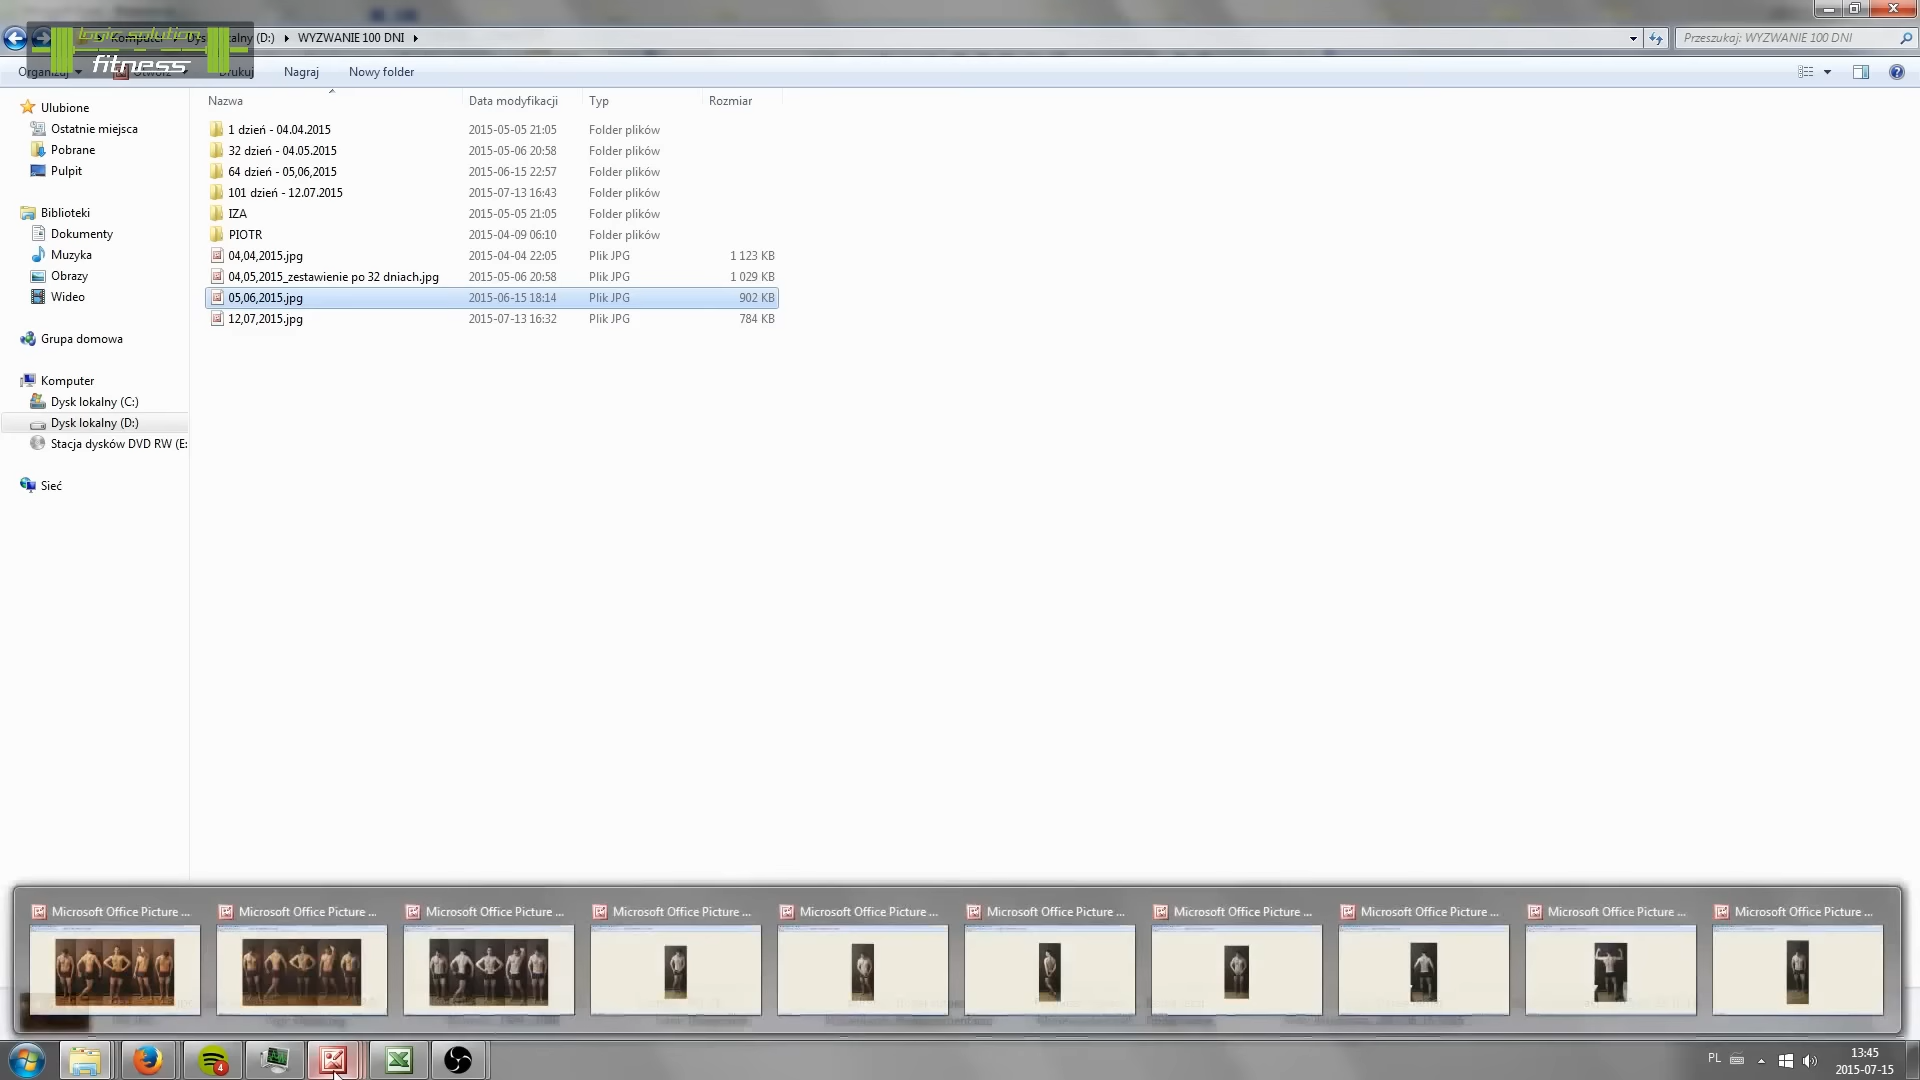 logic solution
fitness
(D:) WYZWANIE 100 DNI
Przeszukaj: WYZWANIE 100 DNI
Organizuj Otwórz Drukuj Nagraj Nowy folder
Nazwa Data modyfikacji Typ Rozmiar
Ulubione
Ostatnie miejsca
Pobrane
Pulpit
Biblioteki
Dokumenty
Muzyka
Obrazy
Wideo
Grupa domowa
Komputer
Dysk lokalny (C:)
Dysk lokalny (D:)
Stacja dysków DVD RW (E:
Sieć
1 dzień - 04.04.2015 2015-05-05 21:05 Folder plików
32 dzień - 04.05.2015 2015-05-06 20:58 Folder plików
64 dzień - 05,06,2015 2015-06-15 22:57 Folder plików
101 dzień - 12.07.2015 2015-07-13 16:43 Folder plików
IZA 2015-05-05 21:05 Folder plików
PIOTR 2015-04-09 06:10 Folder plików
04,04,2015.jpg 2015-04-04 22:05 Plik JPG 1 123 KB
04,05,2015_zestawienie po 32 dniach.jpg 2015-05-06 20:58 Plik JPG 1 029 KB
05,06,2015.jpg 2015-06-15 18:14 Plik JPG 902 KB
12,07,2015.jpg 2015-07-13 16:32 Plik JPG 784 KB
Microsoft Office Picture ... Microsoft Office Picture ... Microsoft Office Picture ... Microsoft Office Picture ... Microsoft Office Picture ... Microsoft Office Picture ... Microsoft Office Picture ... Microsoft Office Picture ... Microsoft Office Picture ... Microsoft Office Picture ...
4
PL
13:45
2015-07-15